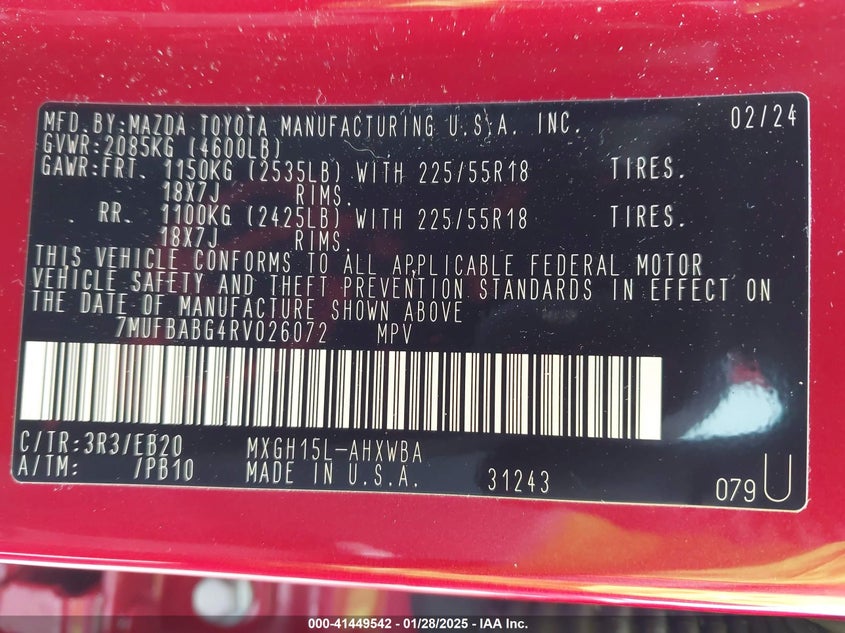 MFD.BY:MAZDA TOYOTA MANUFACTURING U.S.A. INC. 02/24
GVWR:2085KG (4600LB)
GAWR:FRT. 1150KG (2535LB) WITH 225/55R18 TIRES.
18X7J RIMS.
RR. 1100KG (2425LB) WITH 225/55R18 TIRES.
18X7J RIMS.
THIS VEHICLE CONFORMS TO ALL APPLICABLE FEDERAL MOTOR
VEHICLE SAFETY AND THEFT PREVENTION STANDARDS IN EFFECT ON
THE DATE OF MANUFACTURE SHOWN ABOVE
7MUFBABG4RV026072 MPV
C/TR:3R3/EB20 MXGH15L-AHXWBA
A/TM: /PB10 MADE IN U.S.A. 31243 079 U
000-41449542 - 01/28/2025 - IAA Inc.